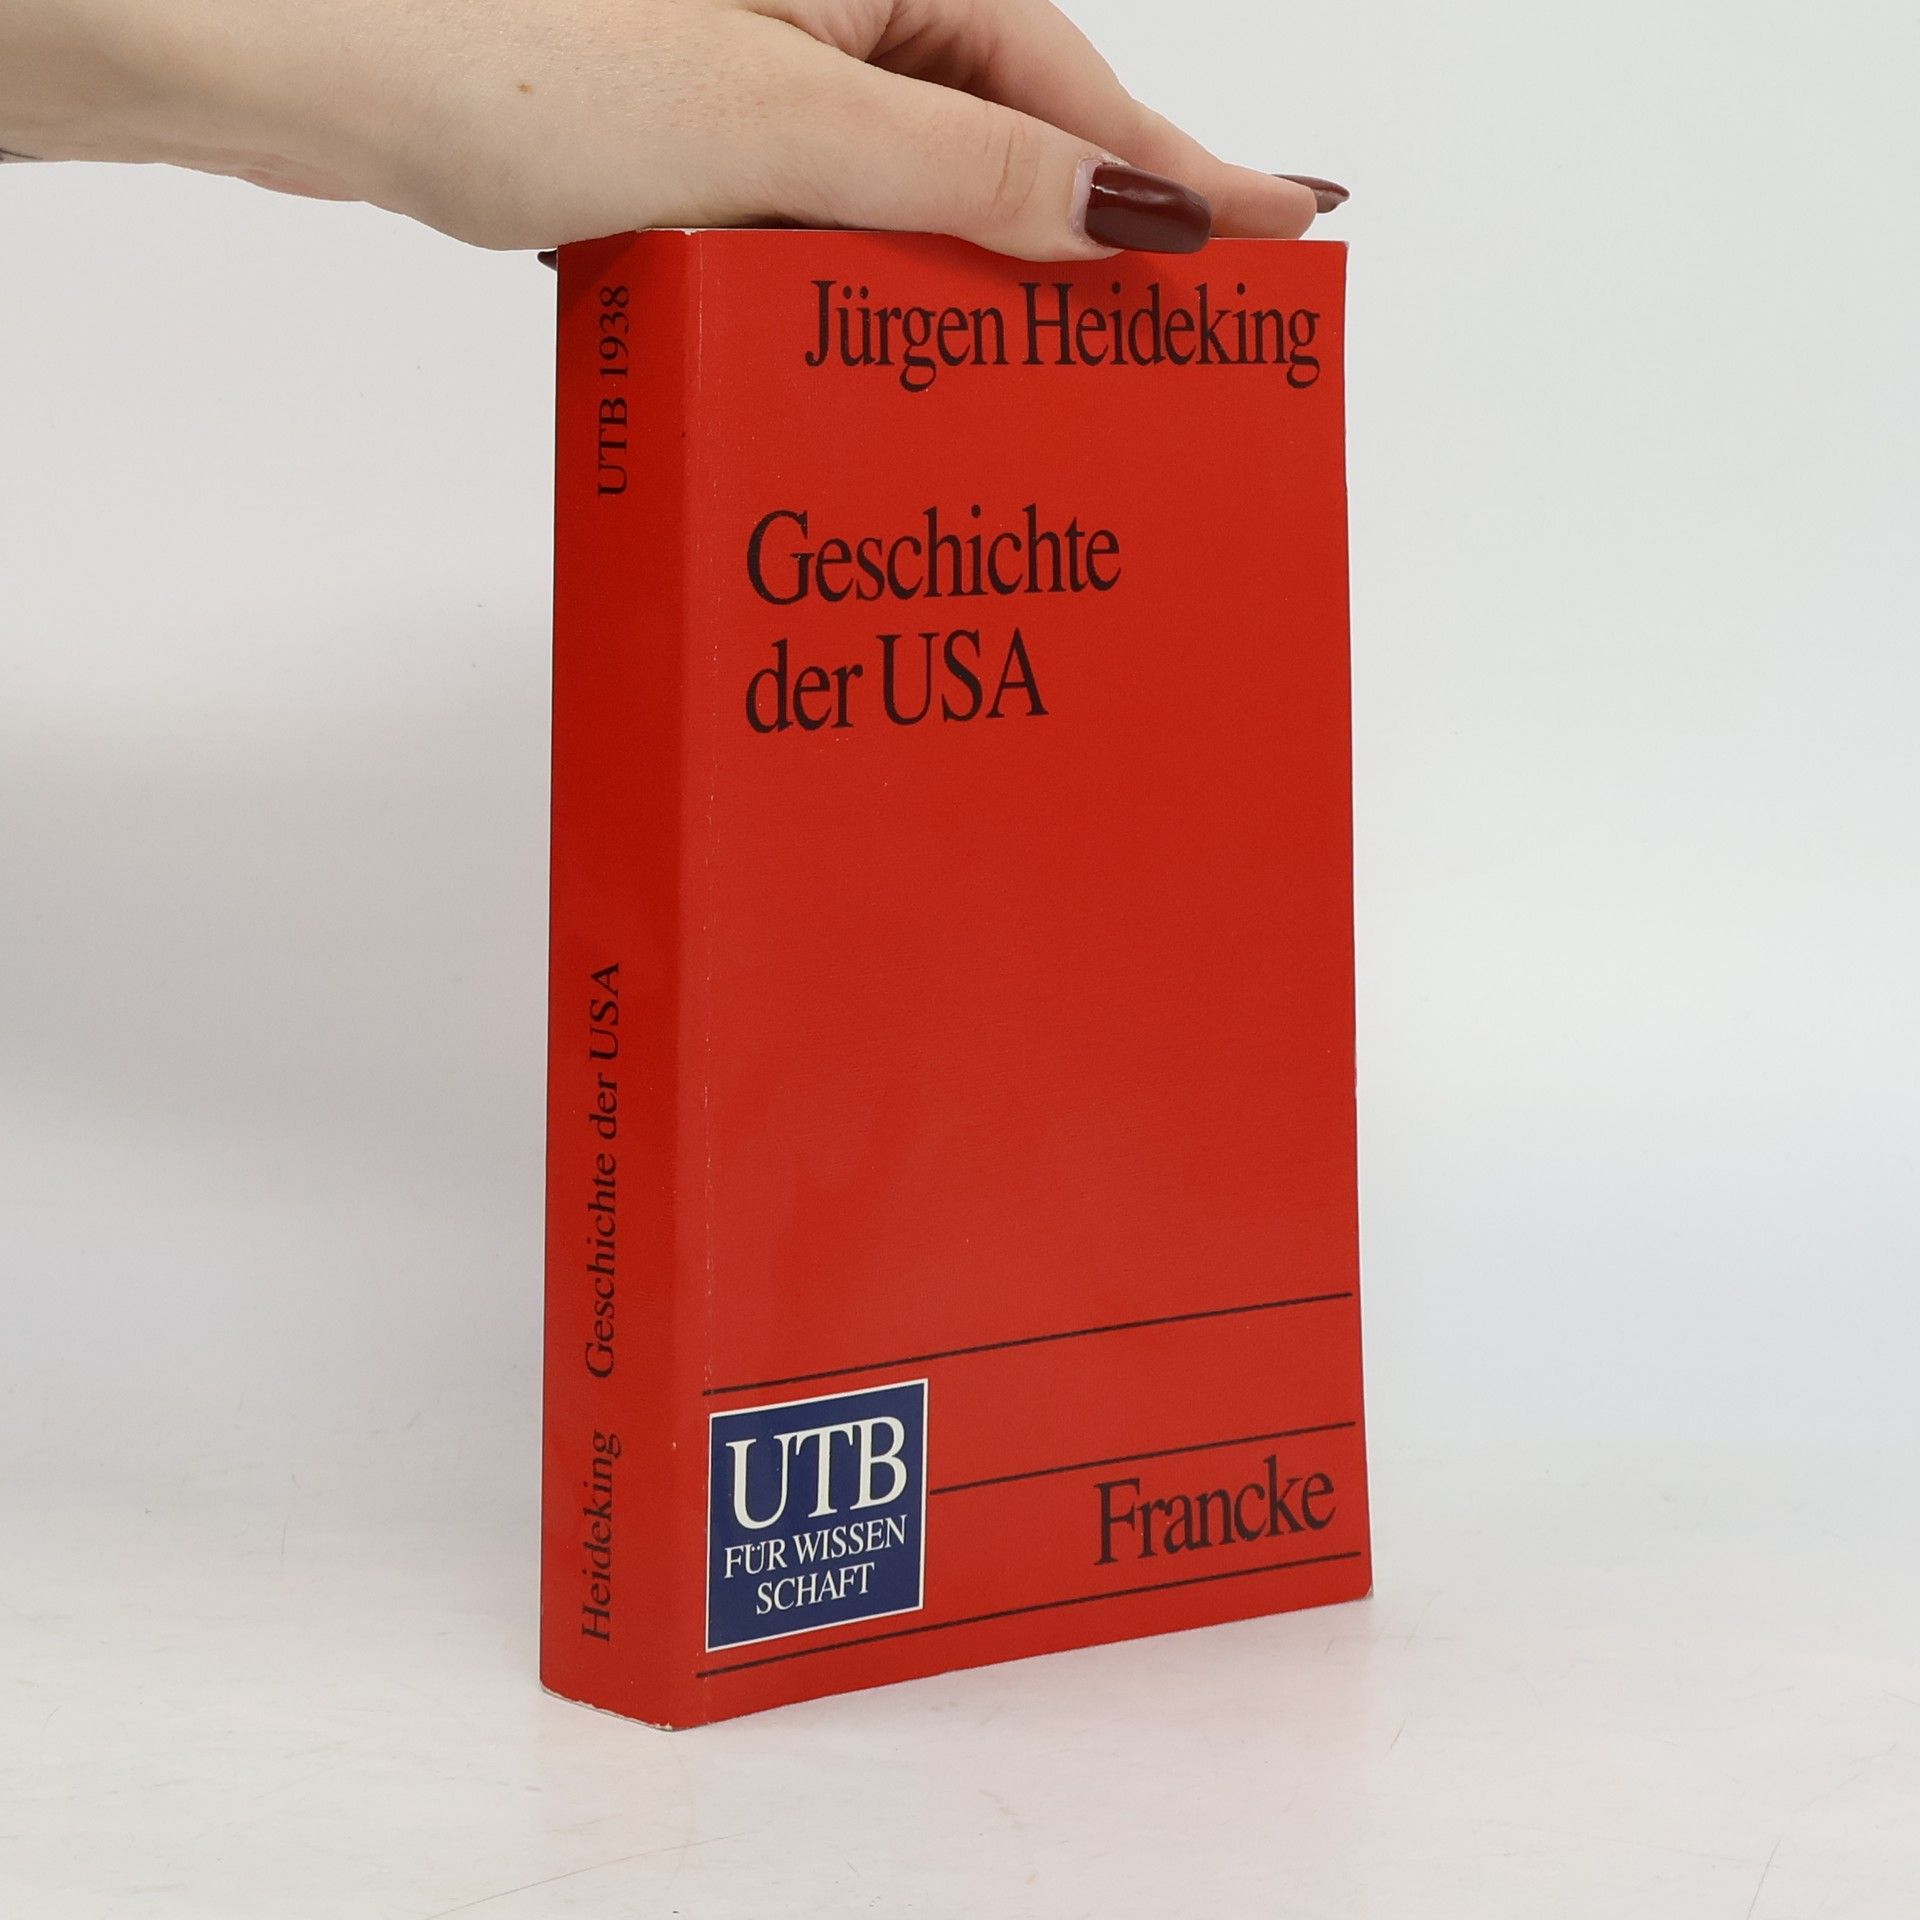 Jürgen Heideking
Geschichte
der USA
UTB
FÜR WISSEN
SCHAFT
Francke
Heideking Geschichte der USA UTB 1938